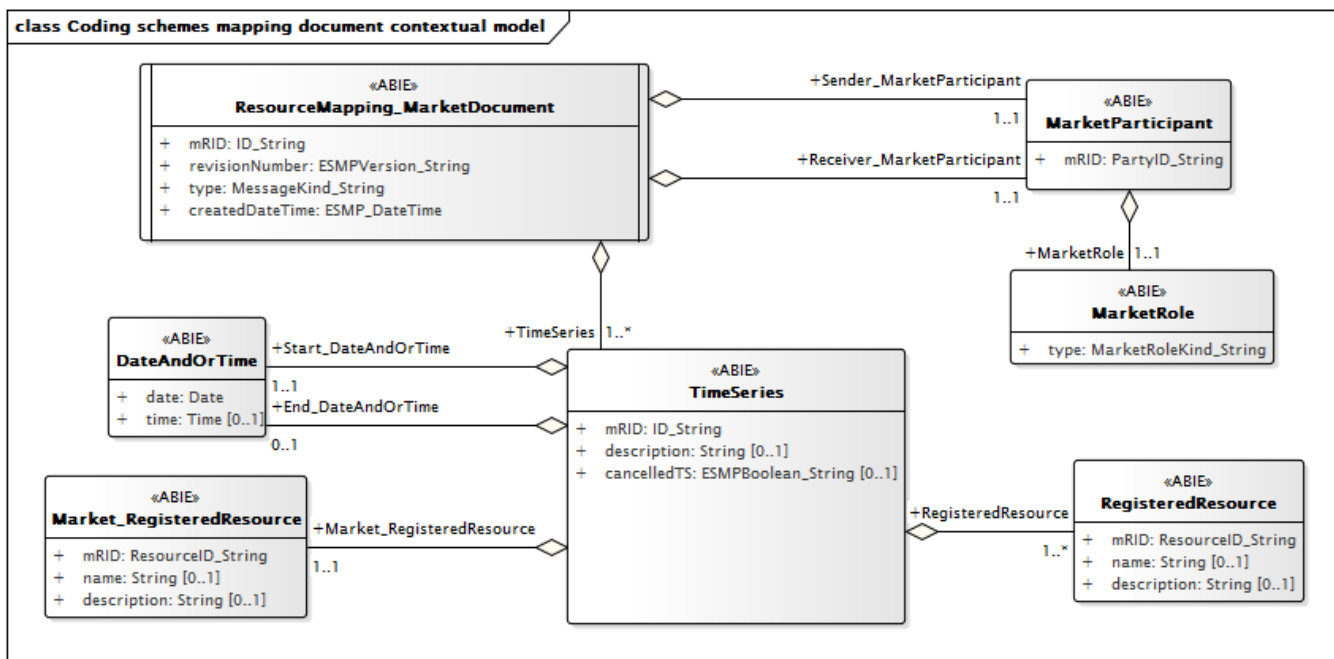 class Coding schemes mapping document contextual model
«ABIE»
ResourceMapping_MarketDocument
+ mRID: ID_String
+ revisionNumber: ESMPVersion_String
+ type: MessageKind_String
+ createdDateTime: ESMP_DateTime
+Sender_MarketParticipant
1..1
+Receiver_MarketParticipant
1..1
«ABIE»
MarketParticipant
+ mRID: PartyID_String
+MarketRole 1..1
«ABIE»
MarketRole
+ type: MarketRoleKind_String
+TimeSeries 1..*
«ABIE»
DateAndOrTime
+ date: Date
+ time: Time [0..1]
+Start_DateAndOrTime
1..1
+End_DateAndOrTime
0..1
«ABIE»
TimeSeries
+ mRID: ID_String
+ description: String [0..1]
+ cancelledTS: ESMPBoolean_String [0..1]
«ABIE»
Market_RegisteredResource
+ mRID: ResourceID_String
+ name: String [0..1]
+ description: String [0..1]
+Market_RegisteredResource
1..1
+RegisteredResource
1..*
«ABIE»
RegisteredResource
+ mRID: ResourceID_String
+ name: String [0..1]
+ description: String [0..1]